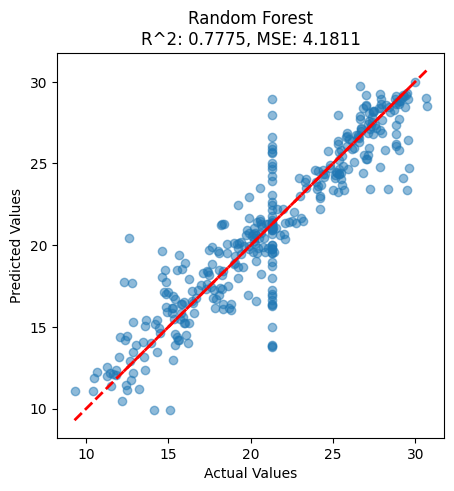 Random Forest
R^2: 0.7775, MSE: 4.1811
Predicted Values
30
25
20
15
10
10 15 20 25 30
Actual Values